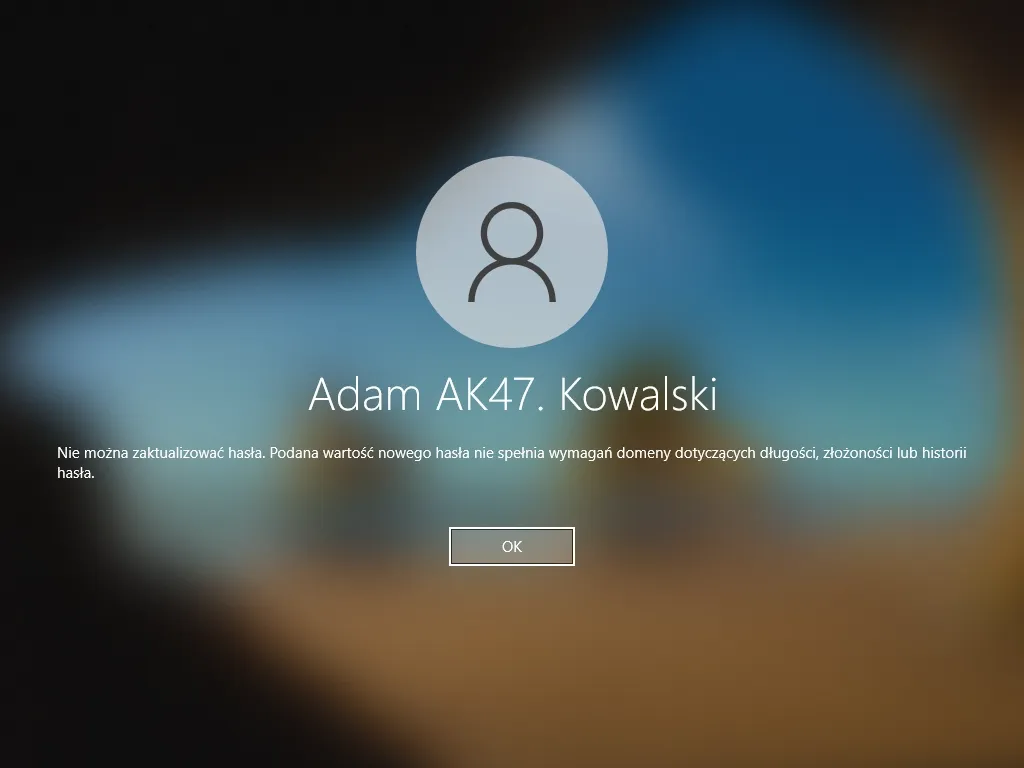 Adam AK47. Kowalski
Nie można zaktualizować hasła. Podana wartość nowego hasła nie spełnia wymagań domeny dotyczących długości, złożoności lub historii
hasła.
OK